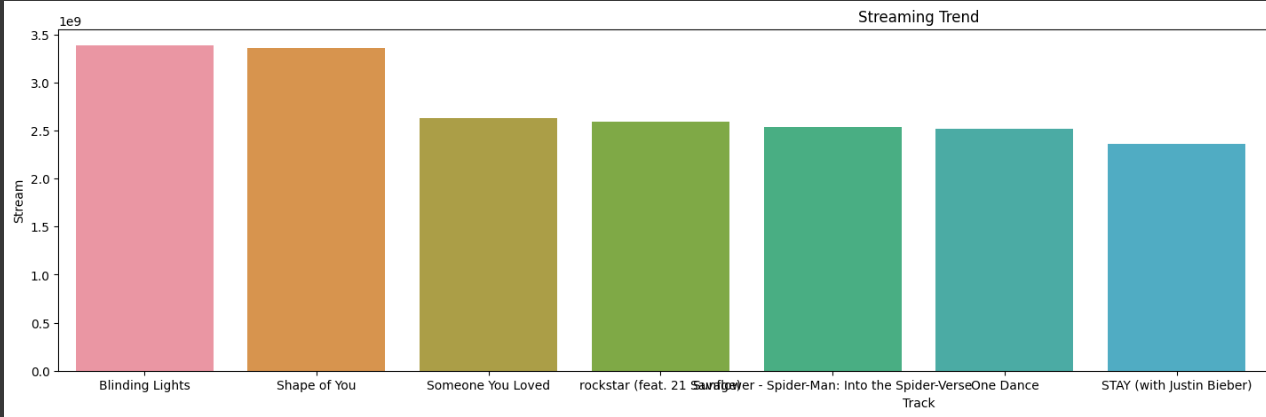 Streaming Trend
1e9
3.5
3.0
2.5
2.0
1.5
1.0
0.5
0.0
Stream
Blinding Lights Shape of You Someone You Loved rockstar (feat. 21 Savage) Sunflower - Spider-Man: Into the Spider-Verse One Dance STAY (with Justin Bieber)
Track